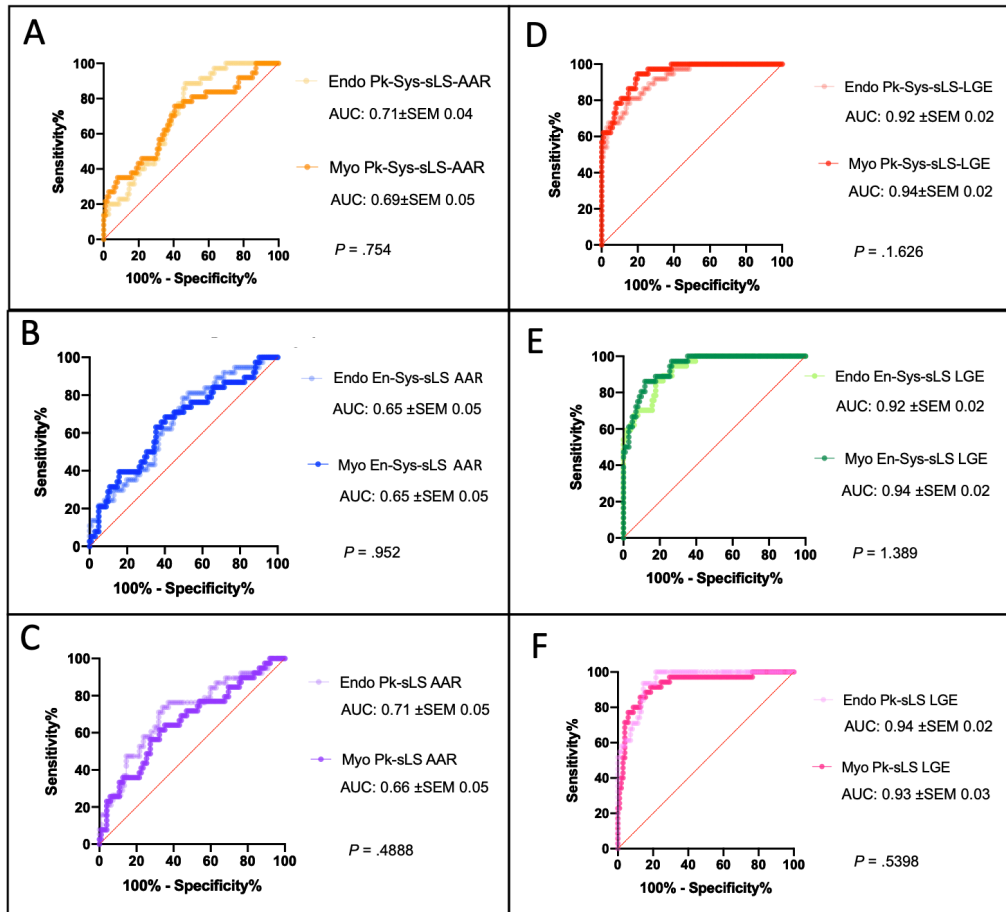 A
Sensitivity%
100
80
60
40
20
0
0 20 40 60 80 100
100% - Specificity%
Endo Pk-Sys-sLS-AAR
AUC: 0.71±SEM 0.04
Myo Pk-Sys-sLS-AAR
AUC: 0.69±SEM 0.05
P = .754
D
Sensitivity%
100
80
60
40
20
0
0 20 40 60 80 100
100% - Specificity%
Endo Pk-Sys-sLS-LGE
AUC: 0.92 ±SEM 0.02
Myo Pk-Sys-sLS-LGE
AUC: 0.94±SEM 0.02
P = .1.626
B
Sensitivity%
100
80
60
40
20
0
0 20 40 60 80 100
100% - Specificity%
Endo En-Sys-sLS AAR
AUC: 0.65 ±SEM 0.05
Myo En-Sys-sLS AAR
AUC: 0.65 ±SEM 0.05
P = .952
E
Sensitivity%
100
80
60
40
20
0
0 20 40 60 80 100
100% - Specificity%
Endo En-Sys-sLS LGE
AUC: 0.92 ±SEM 0.02
Myo En-Sys-sLS LGE
AUC: 0.94 ±SEM 0.02
P = 1.389
C
Sensitivity%
100
80
60
40
20
0
0 20 40 60 80 100
100% - Specificity%
Endo Pk-sLS AAR
AUC: 0.71 ±SEM 0.05
Myo Pk-sLS AAR
AUC: 0.66 ±SEM 0.05
P = .4888
F
Sensitivity%
100
80
60
40
20
0
0 20 40 60 80 100
100% - Specificity%
Endo Pk-sLS LGE
AUC: 0.94 ±SEM 0.02
Myo Pk-sLS LGE
AUC: 0.93 ±SEM 0.03
P = .5398